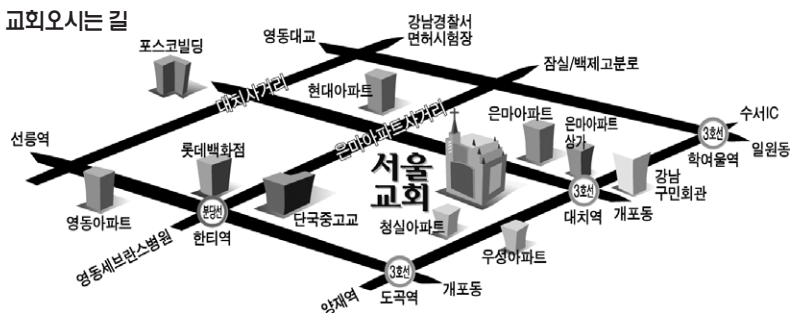 교회오시는 길
포스코빌딩
영동대교
강남경찰서
면허시험장
잠실/백제고분로
대치사거리
현대아파트
은마아파트사거리
은마아파트
은마아파트
상가
수서IC
3호선
일원동
학여울역
선릉역
롯데백화점
서울
교회
강남
구민회관
3호선
대치역
개포동
영동아파트
분당선
한티역
단국중고교
청실아파트
우성아파트
영동세브란스병원
3호선
도곡역
양재역
개포동